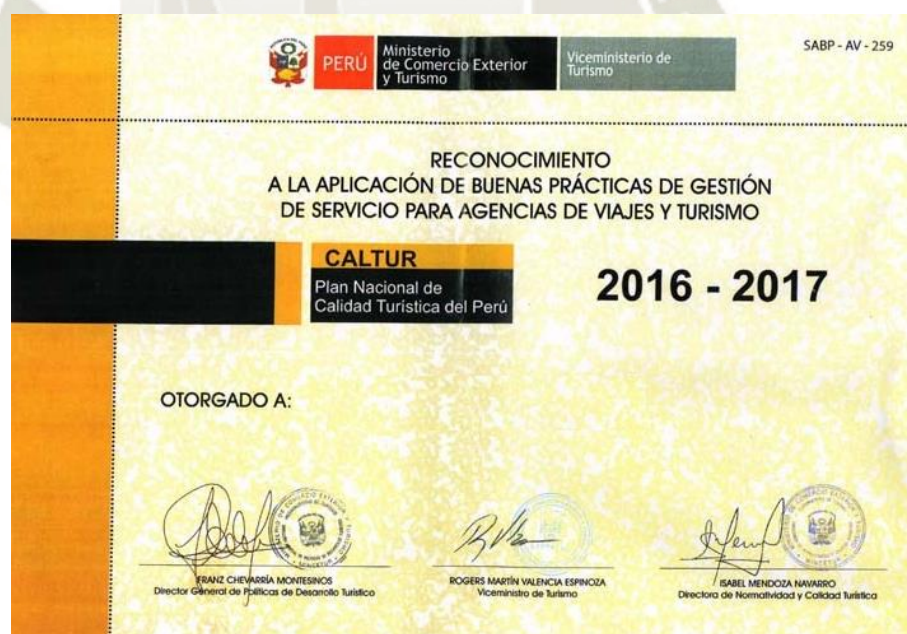 SABP - AV - 259
PERÚ
Ministerio
de Comercio Exterior
y Turismo
Viceministerio de
Turismo
RECONOCIMIENTO
A LA APLICACIÓN DE BUENAS PRÁCTICAS DE GESTIÓN
DE SERVICIO PARA AGENCIAS DE VIAJES Y TURISMO
CALTUR
Plan Nacional de
Calidad Turística del Perú
2016 - 2017
OTORGADO A:
FRANZ CHEVARRÍA MONTESINOS
Director General de Políticas de Desarrollo Turístico
ROGERS MARTÍN VALENCIA ESPINOZA
Viceministro de Turismo
ISABEL MENDOZA NAVARRO
Directora de Normatividad y Calidad Turística